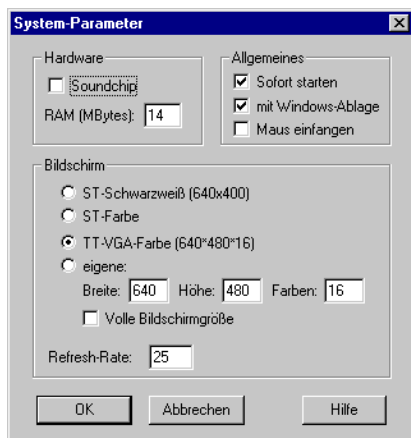 System-Parameter
Hardware
Soundchip
RAM (MBytes): 14
Allgemeines
Sofort starten
mit Windows-Ablage
Maus einfangen
Bildschirm
ST-Schwarzweiß (640x400)
ST-Farbe
TT-VGA-Farbe (640*480*16)
eigene:
Breite: 640 Höhe: 480 Farben: 16
Volle Bildschirmgröße
Refresh-Rate: 25
OK Abbrechen Hilfe